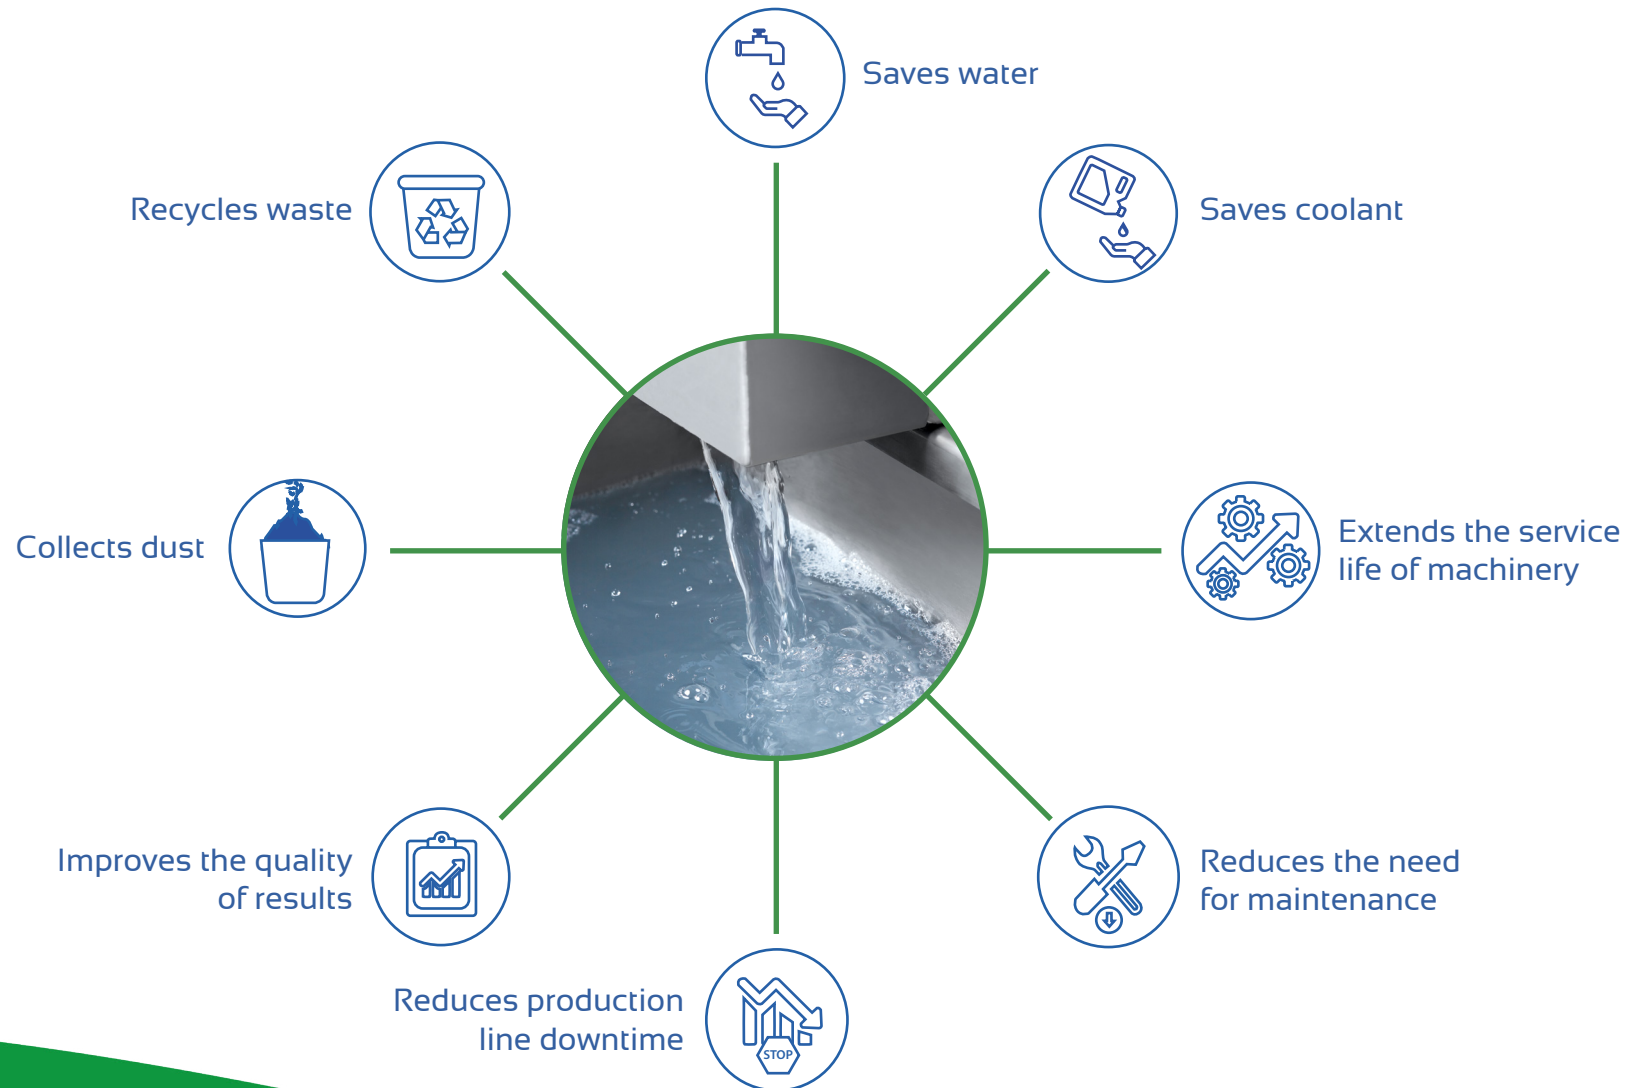 Saves water
Saves coolant
Recycles waste
Extends the service
life of machinery
Collects dust
Improves the quality
of results
Reduces the need
for maintenance
Reduces production
line downtime
STOP